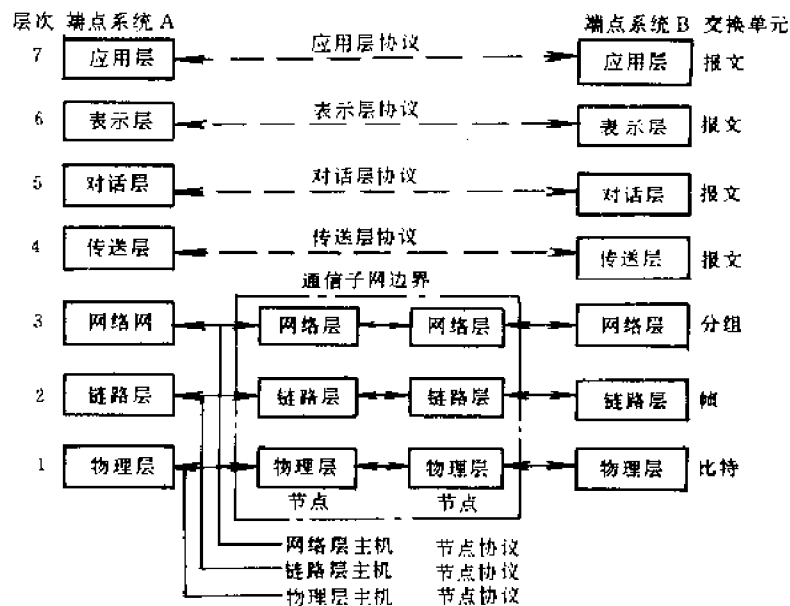 层次 端点系统 A 端点系统 B 交换单元
7 应用层 应用层协议 应用层 报文
6 表示层 表示层协议 表示层 报文
5 对话层 对话层协议 对话层 报文
4 传送层 传送层协议 传送层 报文
通信子网边界
3 网络网 网络层 网络层 网络层 分组
2 链路层 链路层 链路层 链路层 帧
1 物理层 物理层 物理层 物理层 比特
节点 节点
网络层主机 节点协议
链路层主机 节点协议
物理层主机 节点协议